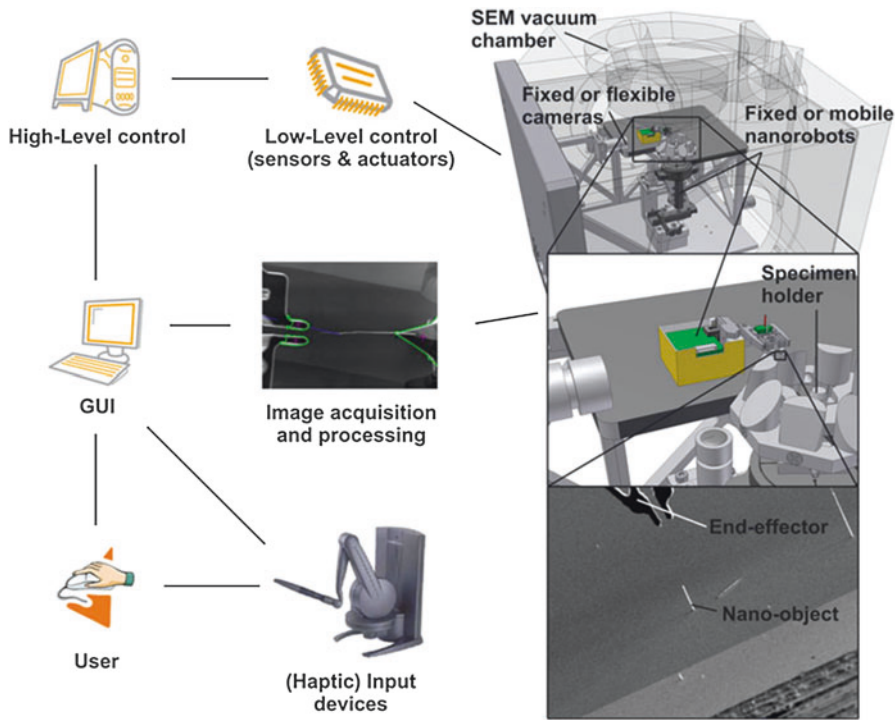 SEM vacuum
chamber
Fixed or flexible
cameras
Fixed or mobile
nanorobots
High-Level control
Low-Level control
(sensors & actuators)
Specimen
holder
GUI
Image acquisition
and processing
End-effector
Nano-object
User
(Haptic) Input
devices